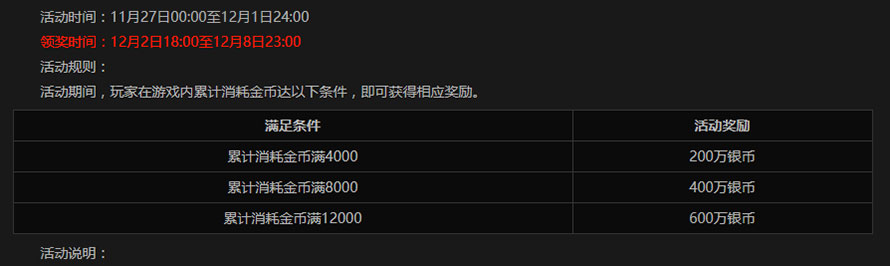 活动时间：11月27日00:00至12月1日24:00
领奖时间：12月2日18:00至12月8日23:00
活动规则：
活动期间，玩家在游戏内累计消耗金币达以下条件，即可获得相应奖励。
满足条件 活动奖励
累计消耗金币满4000 200万银币
累计消耗金币满8000 400万银币
累计消耗金币满12000 600万银币
活动说明：